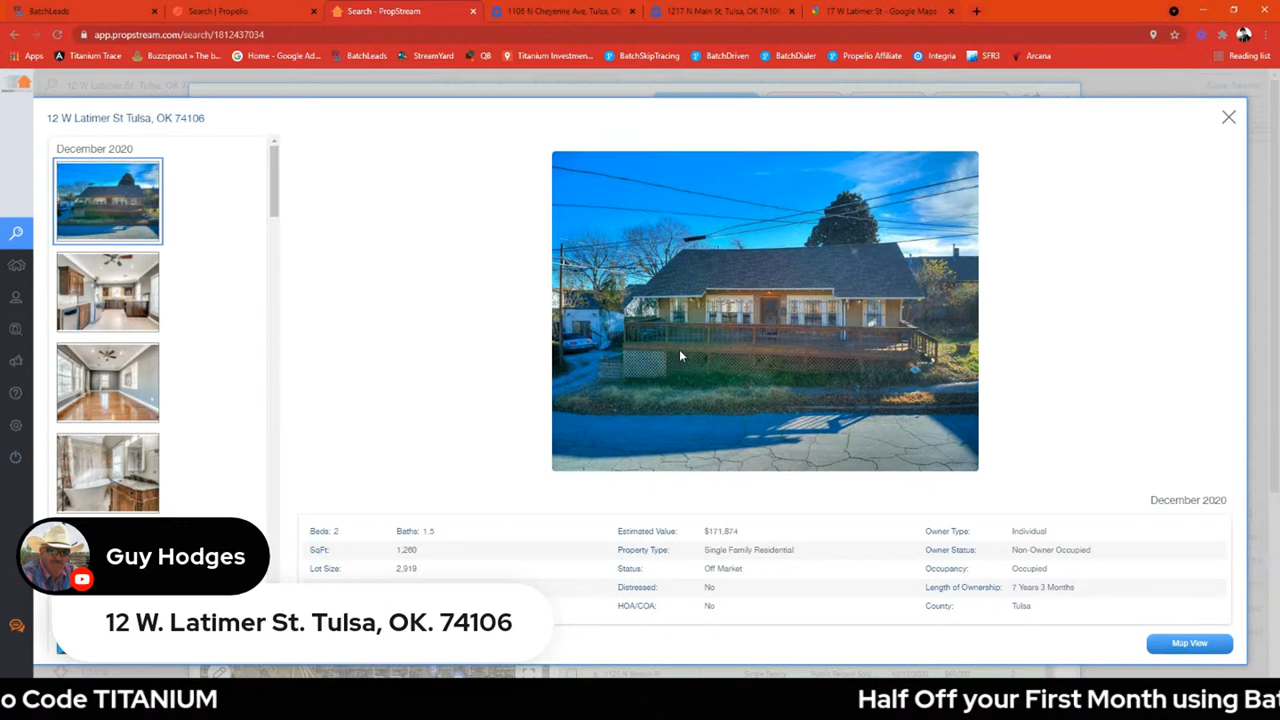 BatchLeads
Search | Propelio
Search - PropStream
1106 N Cheyenne Ave, Tulsa, O
1217 N Main St, Tulsa, OK 7410
17 W Latimer St - Google Maps
app.propstream.com/search/1812437034
Apps
Titanium Trace
Buzzsprout » The b...
Home - Google Ad...
BatchLeads
StreamYard
QB
Titanium Investmen...
BatchSkipTracing
BatchDriven
BatchDialer
Propelio Affiliate
Integria
SFR3
Arcana
Reading list
12 W Latimer St Tulsa, OK 74106
December 2020
December 2020
Beds: 2 Baths: 1.5 Estimated Value: $171,874 Owner Type: Individual
SqFt: 1,260 Property Type: Single Family Residential Owner Status: Non-Owner Occupied
Lot Size: 2,919 Status: Off Market Occupancy: Occupied
Distressed: No Length of Ownership: 7 Years 3 Months
HOA/COA: No County: Tulsa
Map View
Guy Hodges
12 W. Latimer St. Tulsa, OK. 74106
o Code TITANIUM
Half Off your First Month using Bat